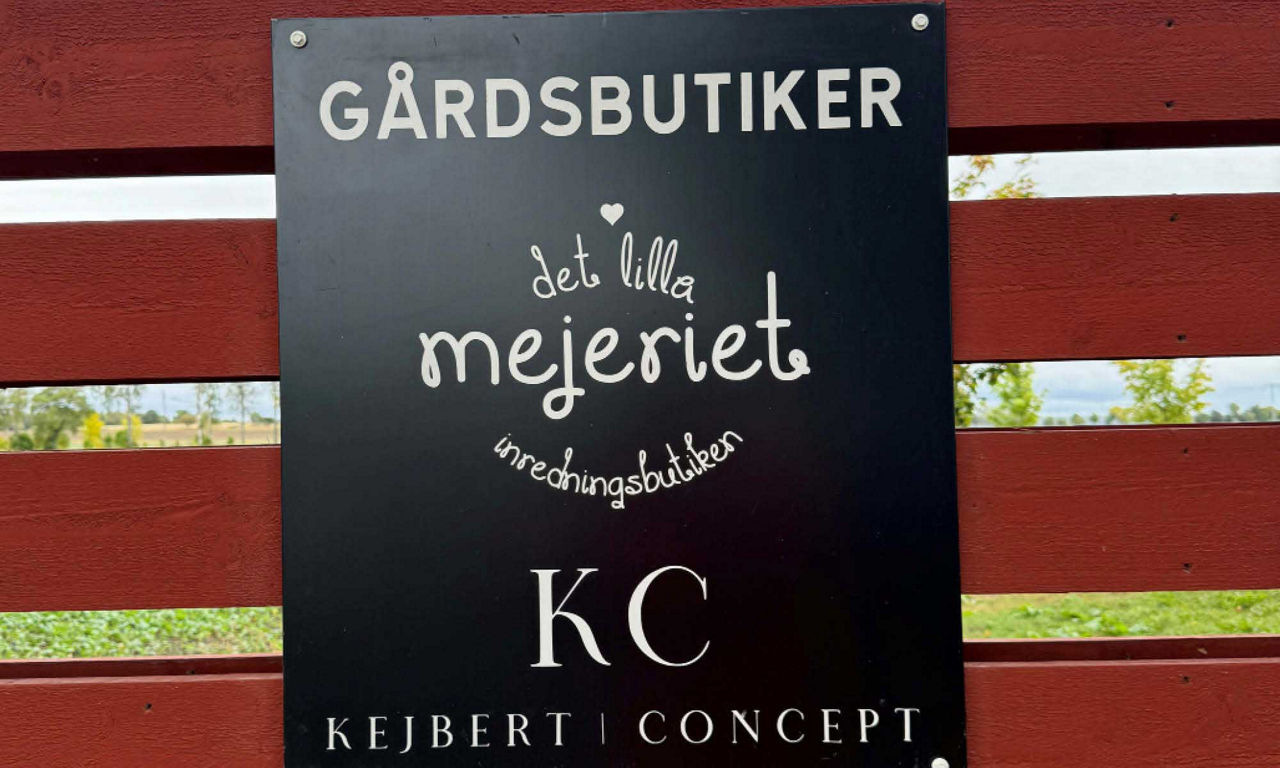 GÅRDSBUTIKER
det lilla
mejeriet
inredningsbutiken
KC
KEJBERT | CONCEPT